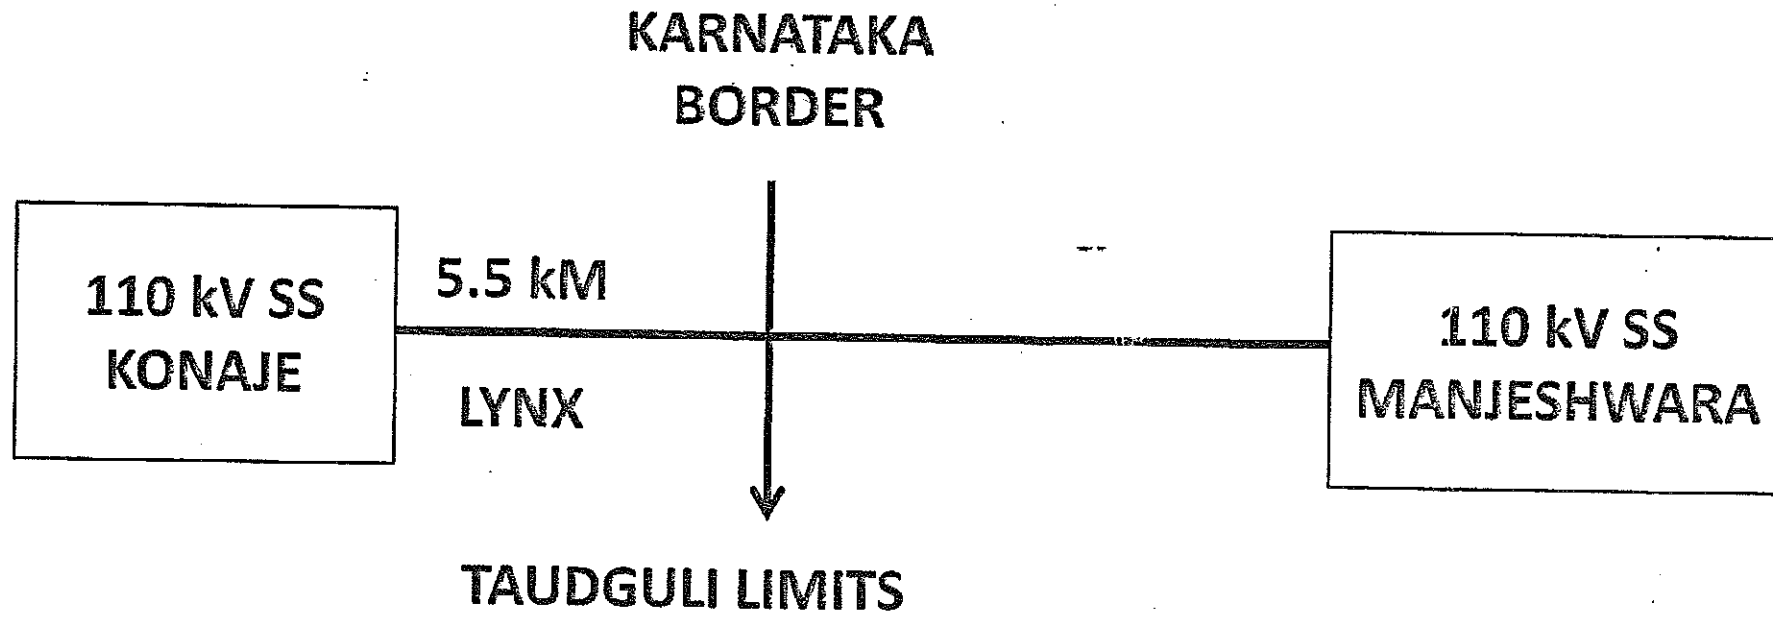 KARNATAKA
BORDER
110 kV SS
KONAJE
5.5 kM
LYNX
110 kV SS
MANJESHWARA
TAUDGULI LIMITS